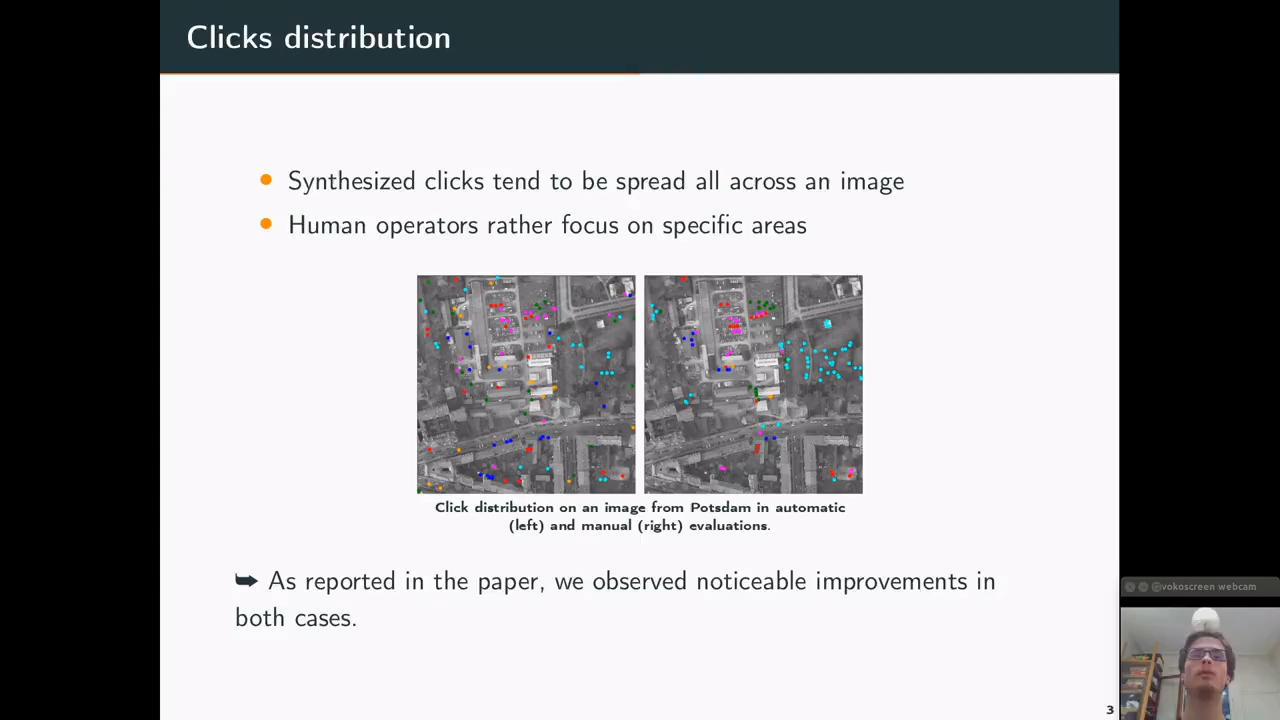 Clicks distribution
Synthesized clicks tend to be spread all across an image
Human operators rather focus on specific areas
Click distribution on an image from Potsdam in automatic
(left) and manual (right) evaluations.
➥ As reported in the paper, we observed noticeable improvements in
both cases.
vokoscreen webcam
3